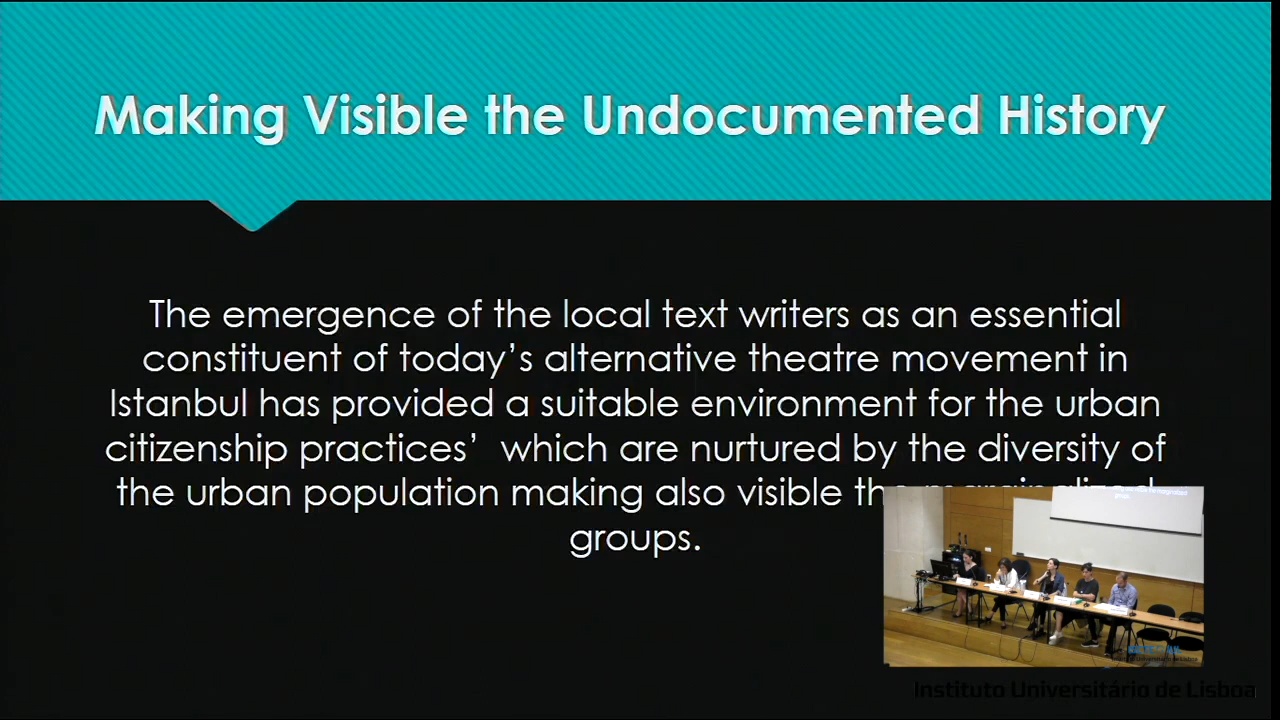 Making Visible the Undocumented History
The emergence of the local text writers as an essential
constituent of today’s alternative theatre movement in
Istanbul has provided a suitable environment for the urban
citizenship practices’ which are nurtured by the diversity of
the urban population making also visible the marginalized
groups.
Instituto Universitário de Lisboa